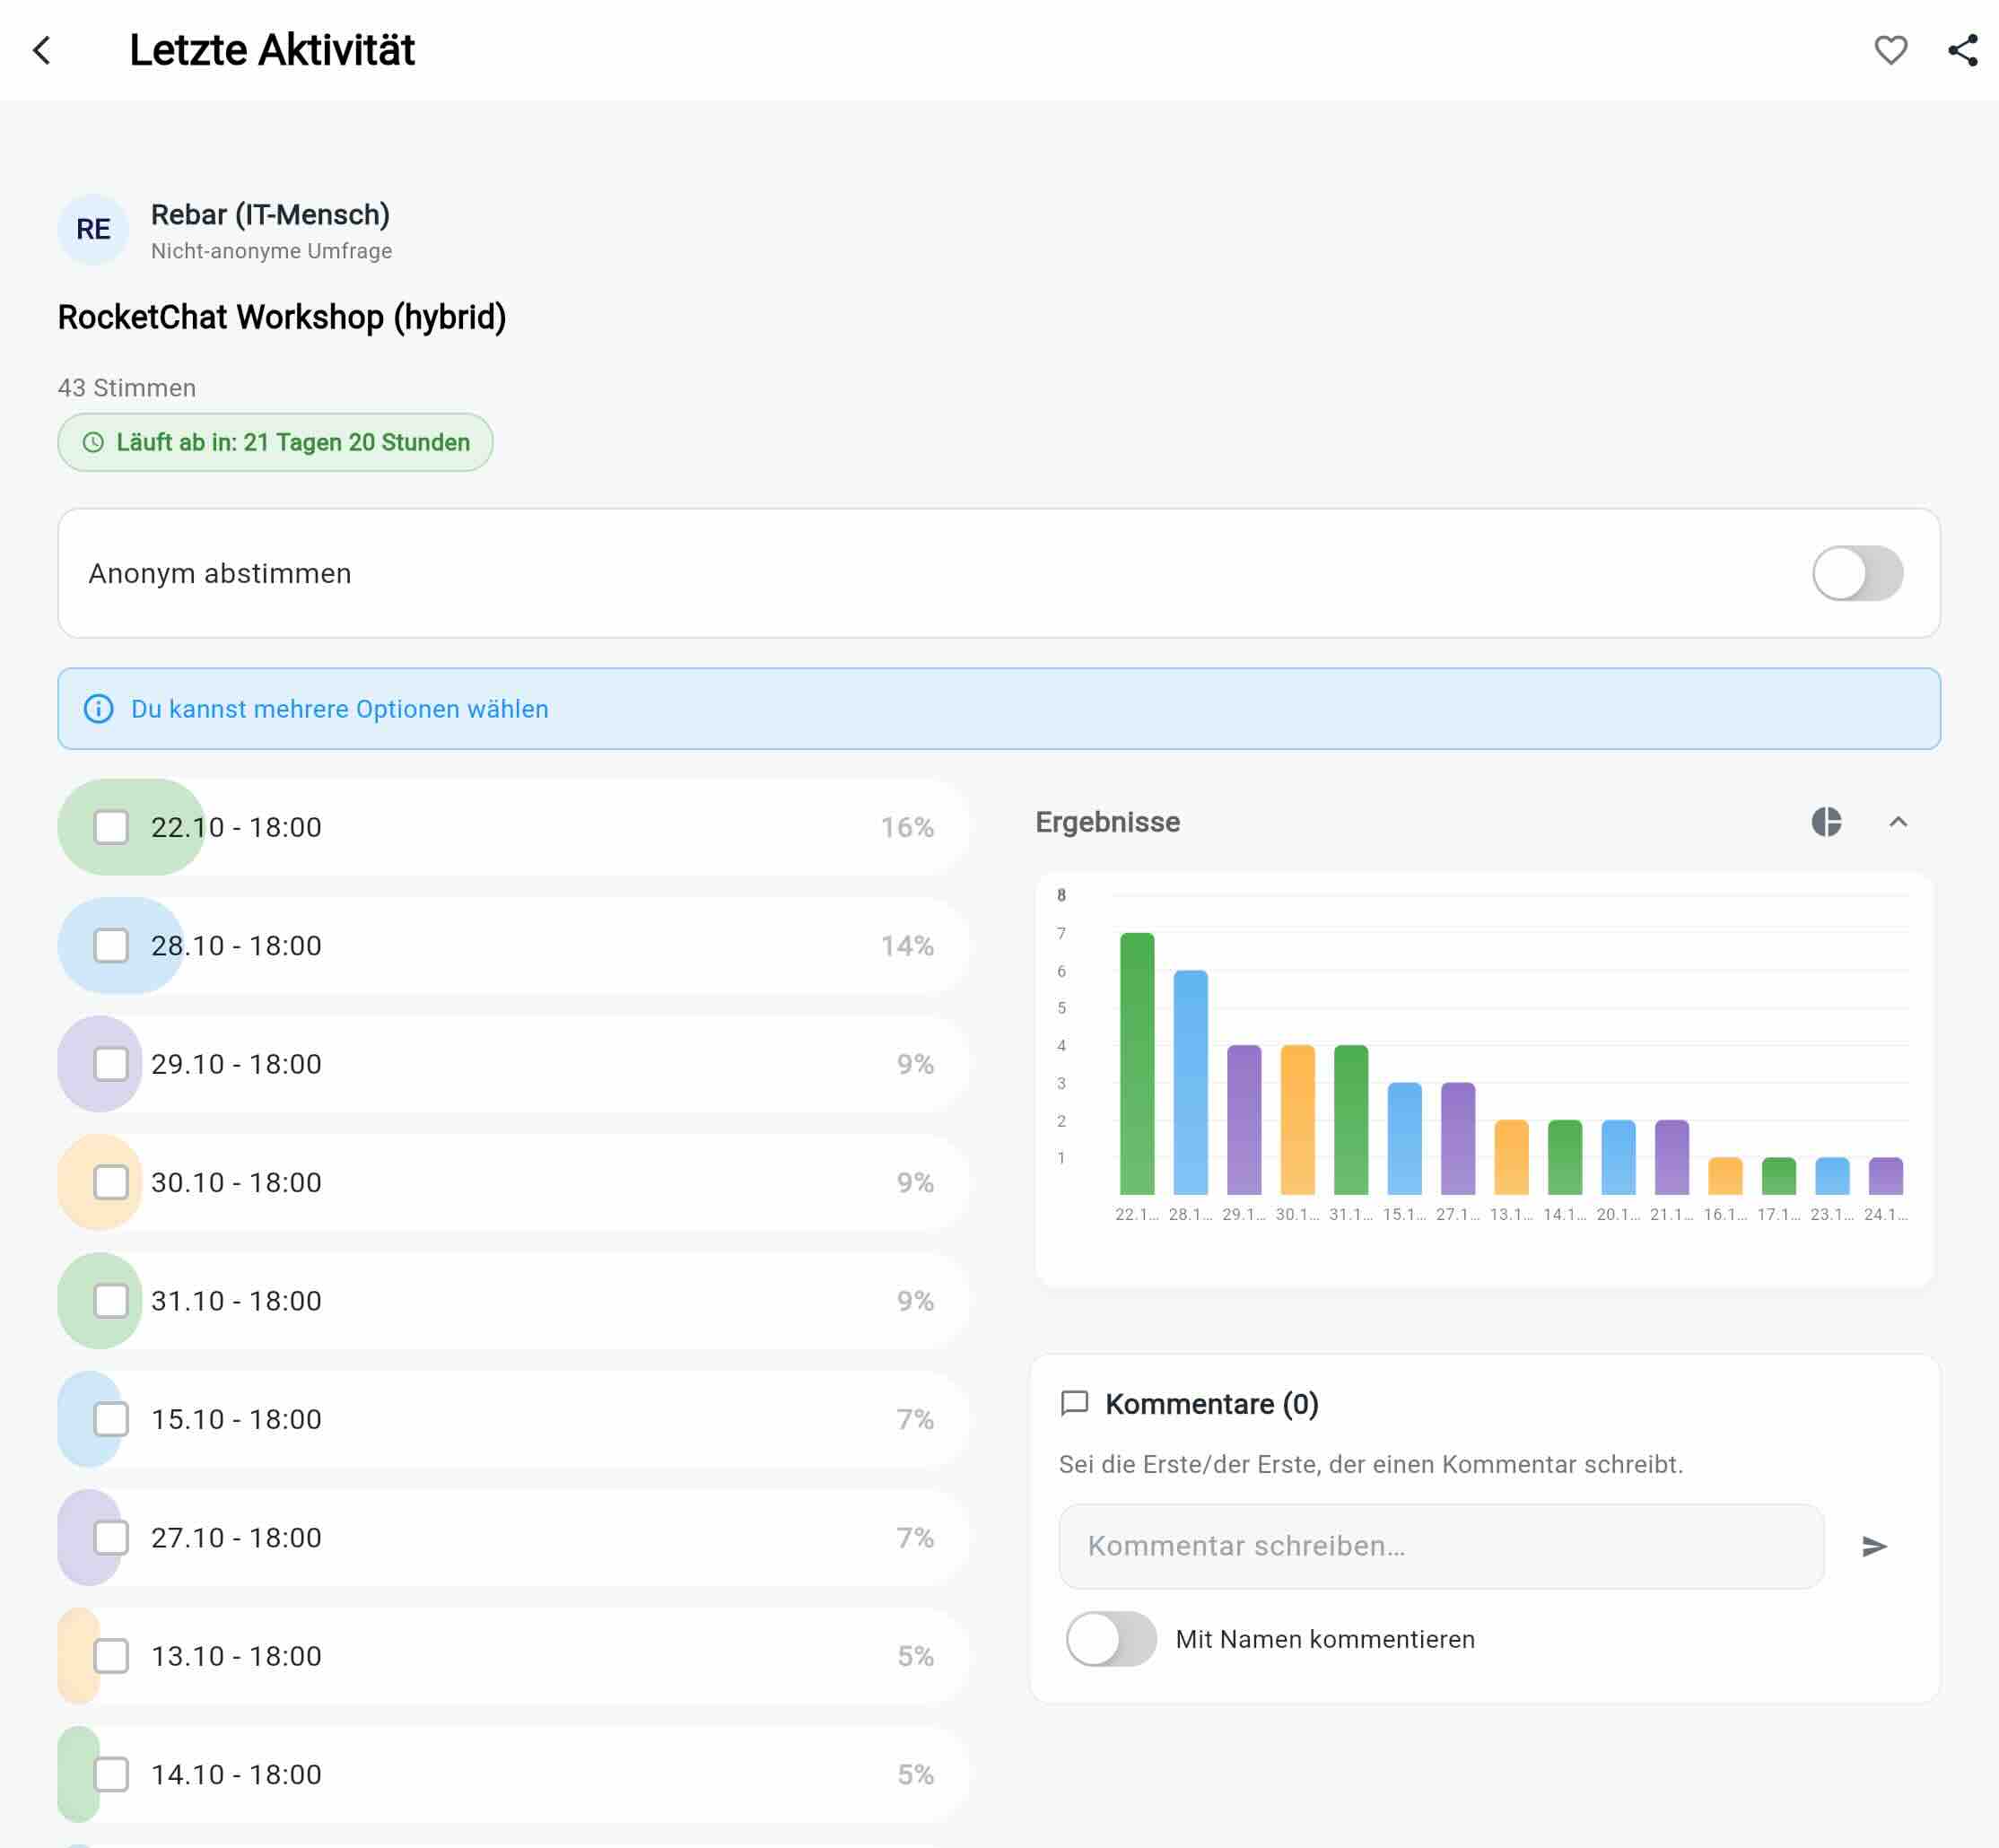 Letzte Aktivität
RE
Rebar (IT-Mensch)
Nicht-anonyme Umfrage
RocketChat Workshop (hybrid)
43 Stimmen
Läuft ab in: 21 Tagen 20 Stunden
Anonym abstimmen
Du kannst mehrere Optionen wählen
22.10 - 18:00 16%
28.10 - 18:00 14%
29.10 - 18:00 9%
30.10 - 18:00 9%
31.10 - 18:00 9%
15.10 - 18:00 7%
27.10 - 18:00 7%
13.10 - 18:00 5%
14.10 - 18:00 5%
Ergebnisse
8
7
6
5
4
3
2
1
22.1... 28.1... 29.1... 30.1... 31.1... 15.1... 27.1... 13.1... 14.1... 20.1... 21.1... 16.1... 17.1... 23.1... 24.1...
Kommentare (0)
Sei die Erste/der Erste, der einen Kommentar schreibt.
Kommentar schreiben...
Mit Namen kommentieren